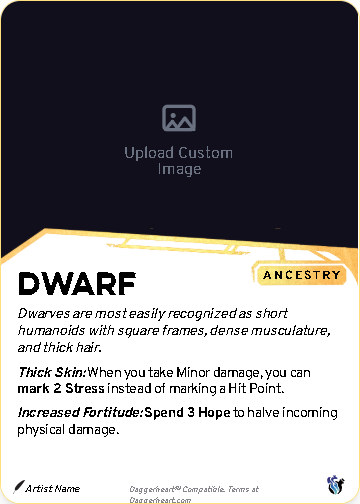 Upload Custom
Image
DWARF
ANCESTRY
Dwarves are most easily recognized as short
humanoids with square frames, dense musculature,
and thick hair.
Thick Skin: When you take Minor damage, you can
mark 2 Stress instead of marking a Hit Point.
Increased Fortitude: Spend 3 Hope to halve incoming
physical damage.
Artist Name
Daggerheart™ Compatible. Terms at
Daggerheart.com